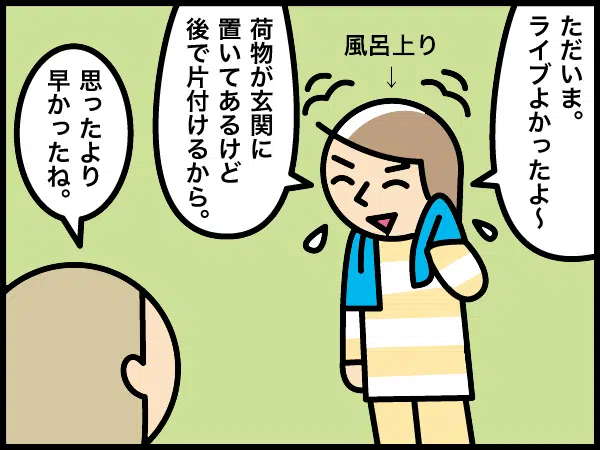 ただいま。
ライブよかったよ～
風呂上り
↓
荷物が玄関に
置いてあるけど
後で片付けるから。
思ったより
早かったね。